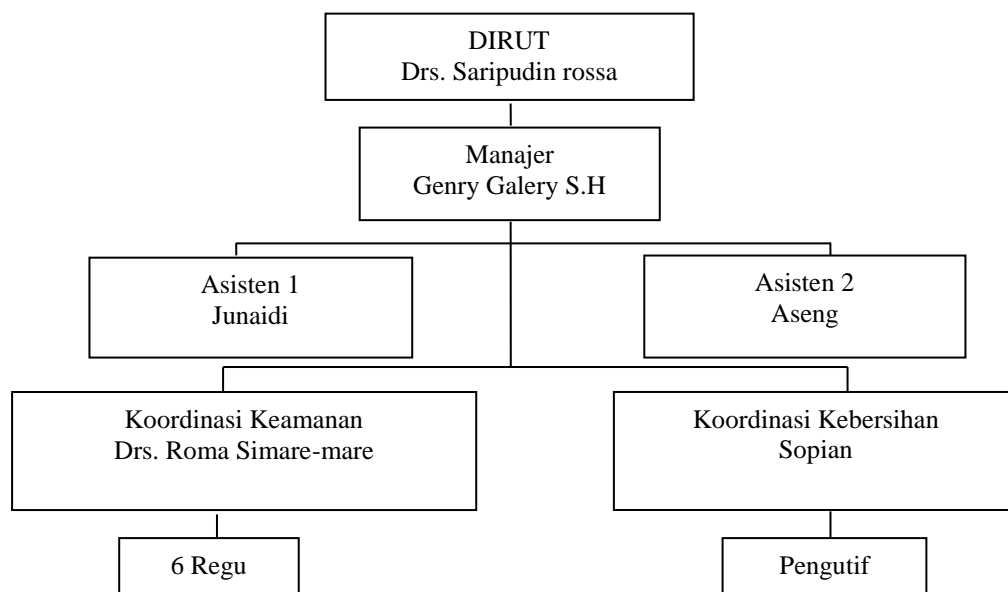 DIRUT
Drs. Saripudin rossa
Manajer
Genry Galery S.H
Asisten 1
Junaidi
Asisten 2
Aseng
Koordinasi Keamanan
Drs. Roma Simare-mare
Koordinasi Kebersihan
Sopian
6 Regu
Pengutif